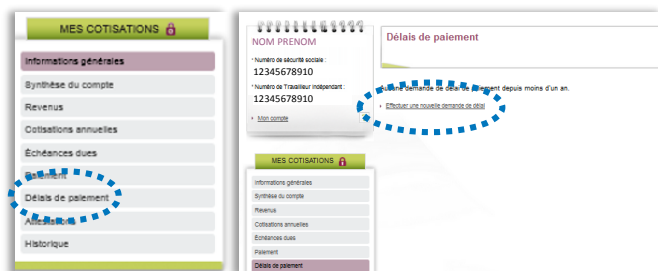 MES COTISATIONS
Informations générales
Synthèse du compte
Revenus
Cotisations annuelles
Échéances dues
Paiement
Délais de paiement
Attestations
Historique
NOM PRENOM
Numéro de sécurité sociale :
12345678910
Numéro de Travailleur Indépendant :
12345678910
Mon compte
MES COTISATIONS
Informations générales
Synthèse du compte
Revenus
Cotisations annuelles
Échéances dues
Paiement
Délais de paiement
Délais de paiement
Aucune demande de délai de paiement depuis moins d'un an.
Effectuer une nouvelle demande de délai